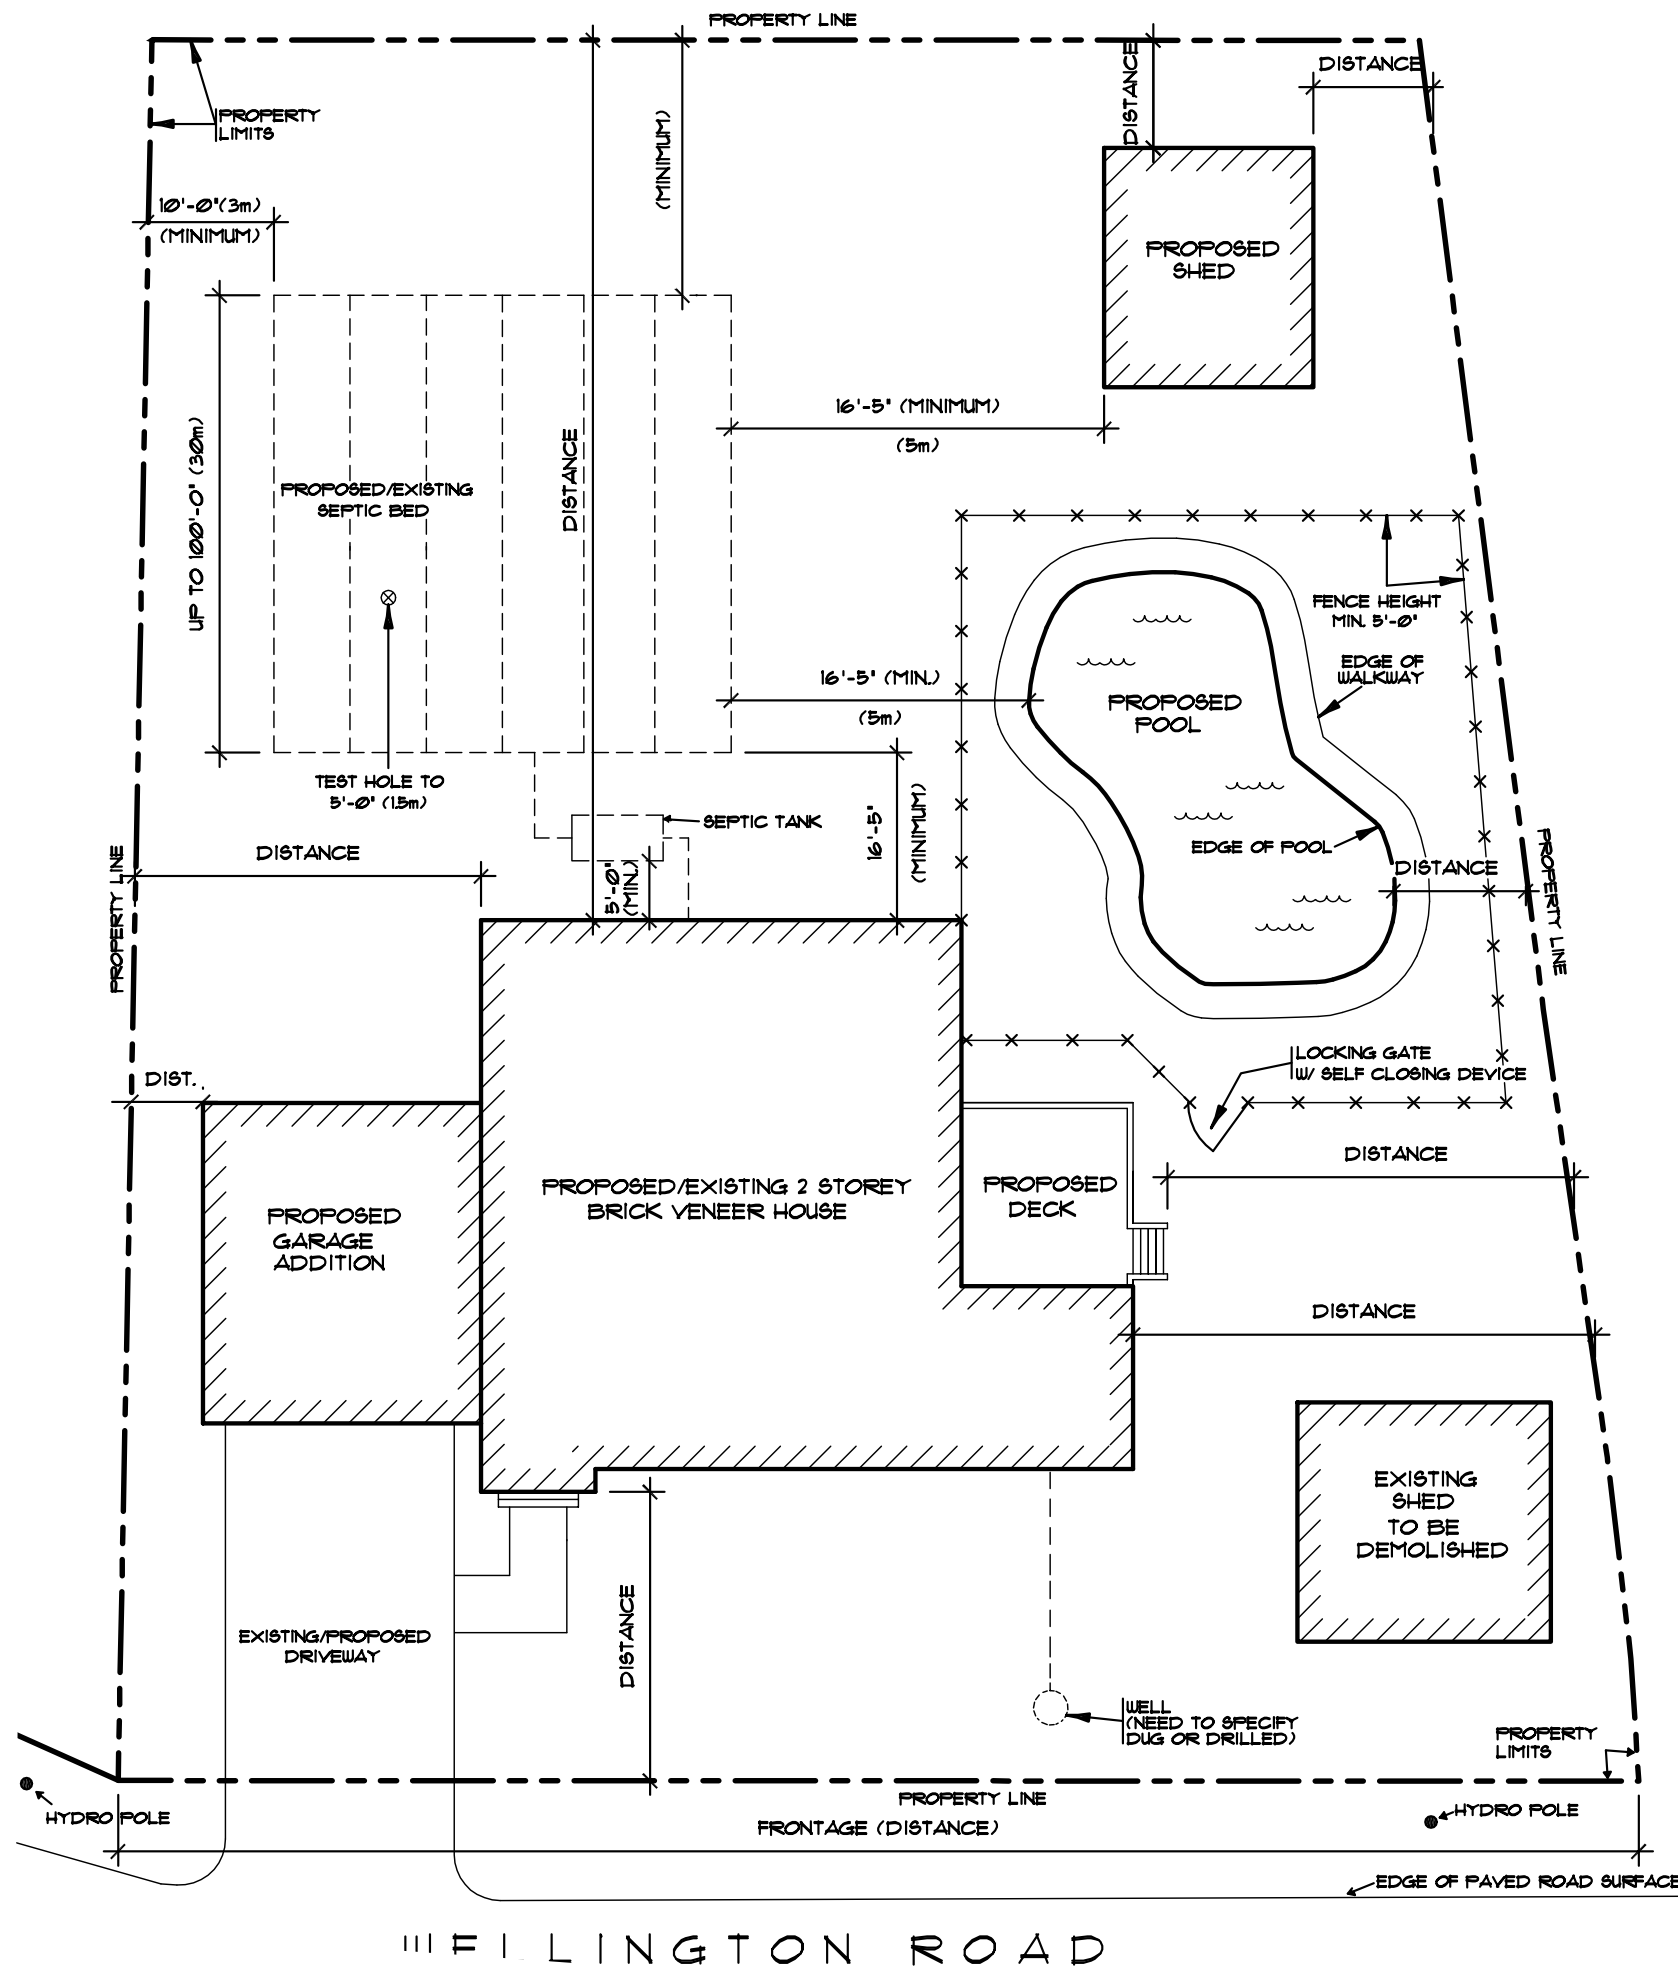 PROPERTY LINE
DISTANCE
DISTANCE
PROPERTY
LIMITS
(MINIMUM)
10'-0"(3m)
(MINIMUM)
PROPOSED
SHED
16'-5" (MINIMUM)
(5m)
UP TO 100'-0" (30m)
DISTANCE
PROPOSED/EXISTING
SEPTIC BED
FENCE HEIGHT
MIN. 5'-0"
EDGE OF
WALKWAY
16'-5" (MIN.)
(5m)
PROPOSED
POOL
TEST HOLE TO
5'-0" (1.5m)
SEPTIC TANK
16'-5"
(MINIMUM)
EDGE OF POOL
DISTANCE
DISTANCE
PROPERTY LINE
PROPERTY LINE
5'-0"
(MIN.)
LOCKING GATE
W/ SELF CLOSING DEVICE
DIST.
DISTANCE
PROPOSED/EXISTING 2 STOREY
BRICK VENEER HOUSE
PROPOSED
DECK
PROPOSED
GARAGE
ADDITION
DISTANCE
EXISTING
SHED
TO BE
DEMOLISHED
DISTANCE
EXISTING/PROPOSED
DRIVEWAY
WELL
(NEED TO SPECIFY
DUG OR DRILLED)
PROPERTY
LIMITS
PROPERTY LINE
HYDRO POLE
HYDRO POLE
FRONTAGE (DISTANCE)
EDGE OF PAVED ROAD SURFACE
ROAD